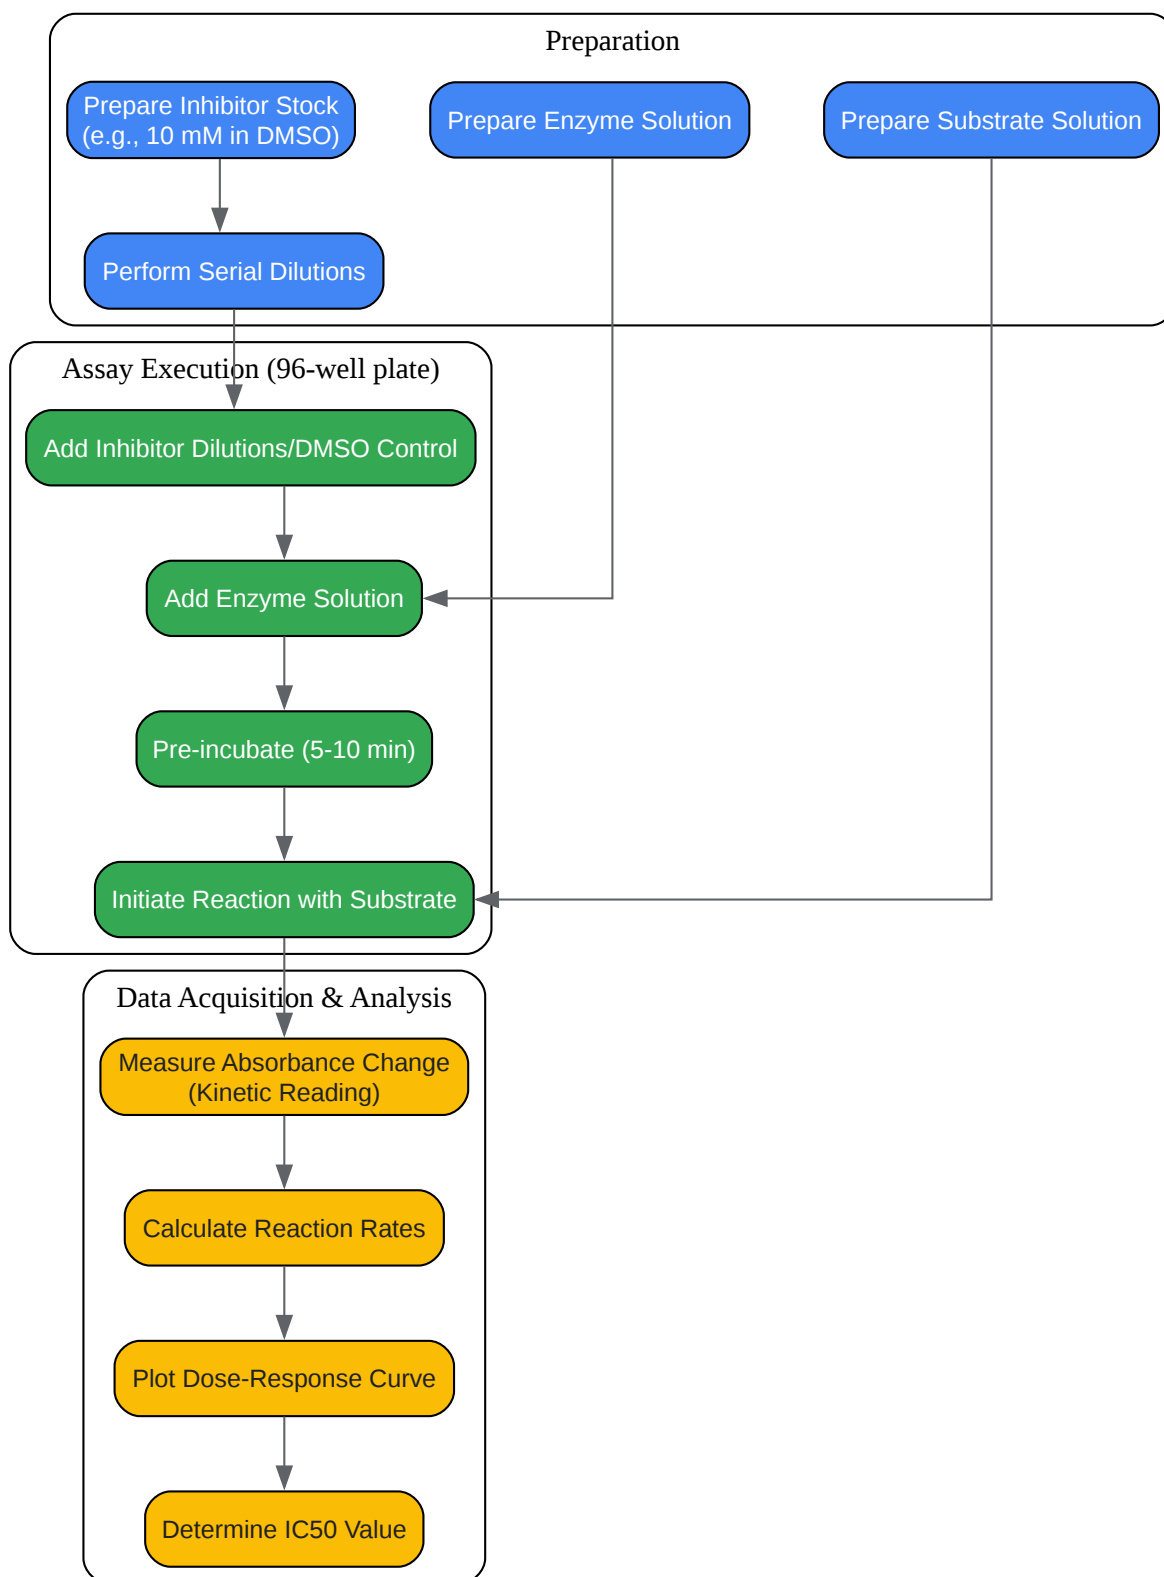 Preparation
Prepare Inhibitor Stock
(e.g., 10 mM in DMSO)
Prepare Enzyme Solution
Prepare Substrate Solution
Perform Serial Dilutions
Assay Execution (96-well plate)
Add Inhibitor Dilutions/DMSO Control
Add Enzyme Solution
Pre-incubate (5-10 min)
Initiate Reaction with Substrate
Data Acquisition & Analysis
Measure Absorbance Change
(Kinetic Reading)
Calculate Reaction Rates
Plot Dose-Response Curve
Determine IC50 Value